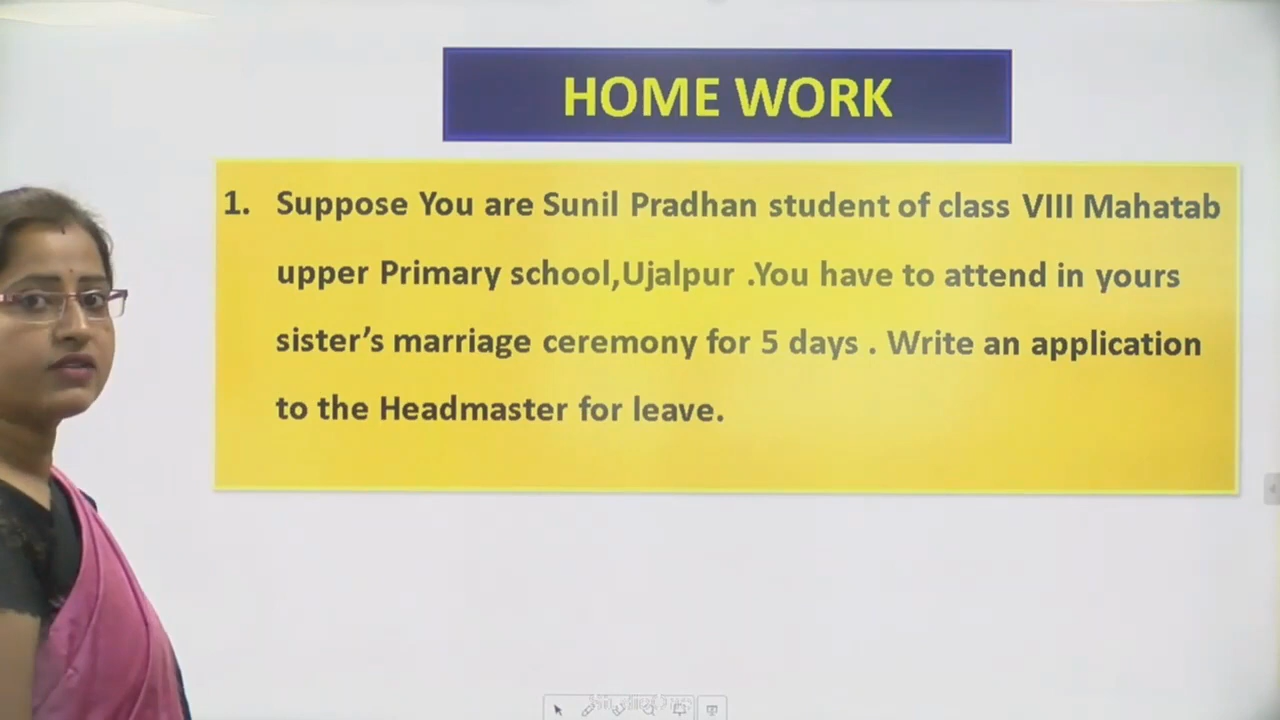 HOME WORK
1. Suppose You are Sunil Pradhan student of class VIII Mahatab
upper Primary school,Ujalpur .You have to attend in yours
sister’s marriage ceremony for 5 days . Write an application
to the Headmaster for leave.